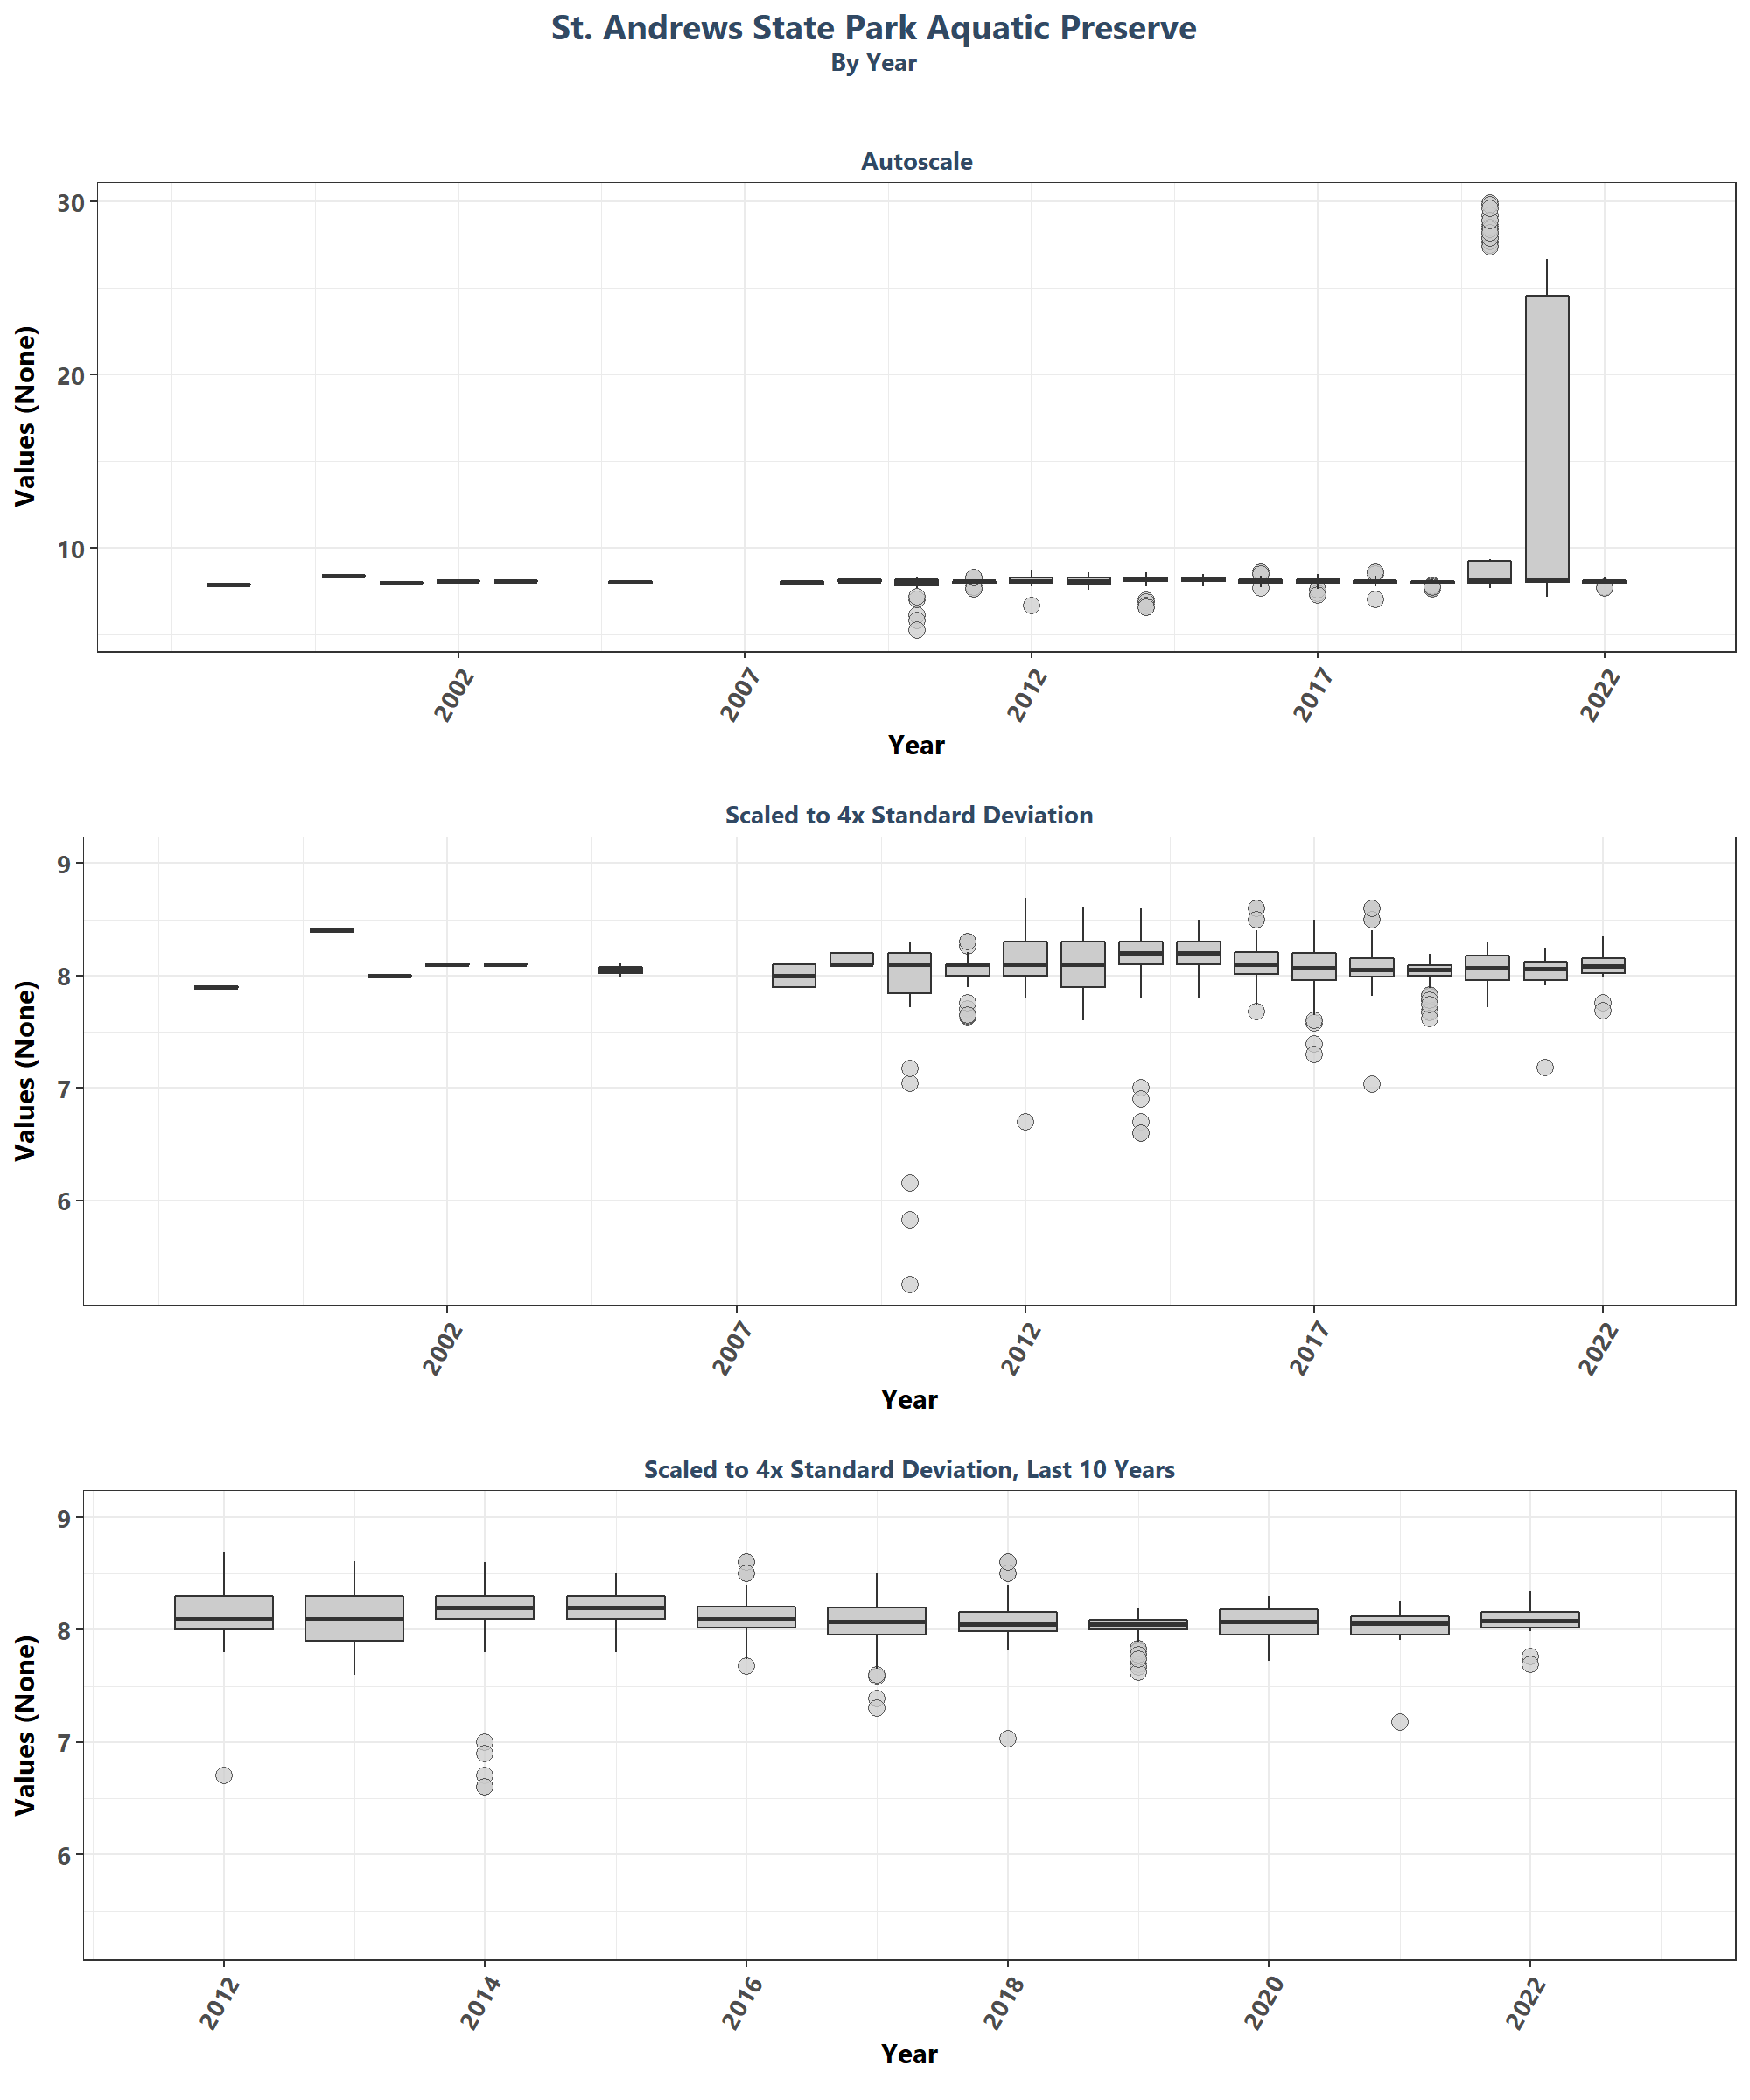 St. Andrews State Park Aquatic Preserve
By Year
Autoscale
30
20
10
Values (None)
2002
2007
2012
2017
2022
Year
Scaled to 4x Standard Deviation
9
8
7
6
Values (None)
2002
2007
2012
2017
2022
Year
Scaled to 4x Standard Deviation, Last 10 Years
9
8
7
6
Values (None)
2012
2014
2016
2018
2020
2022
Year